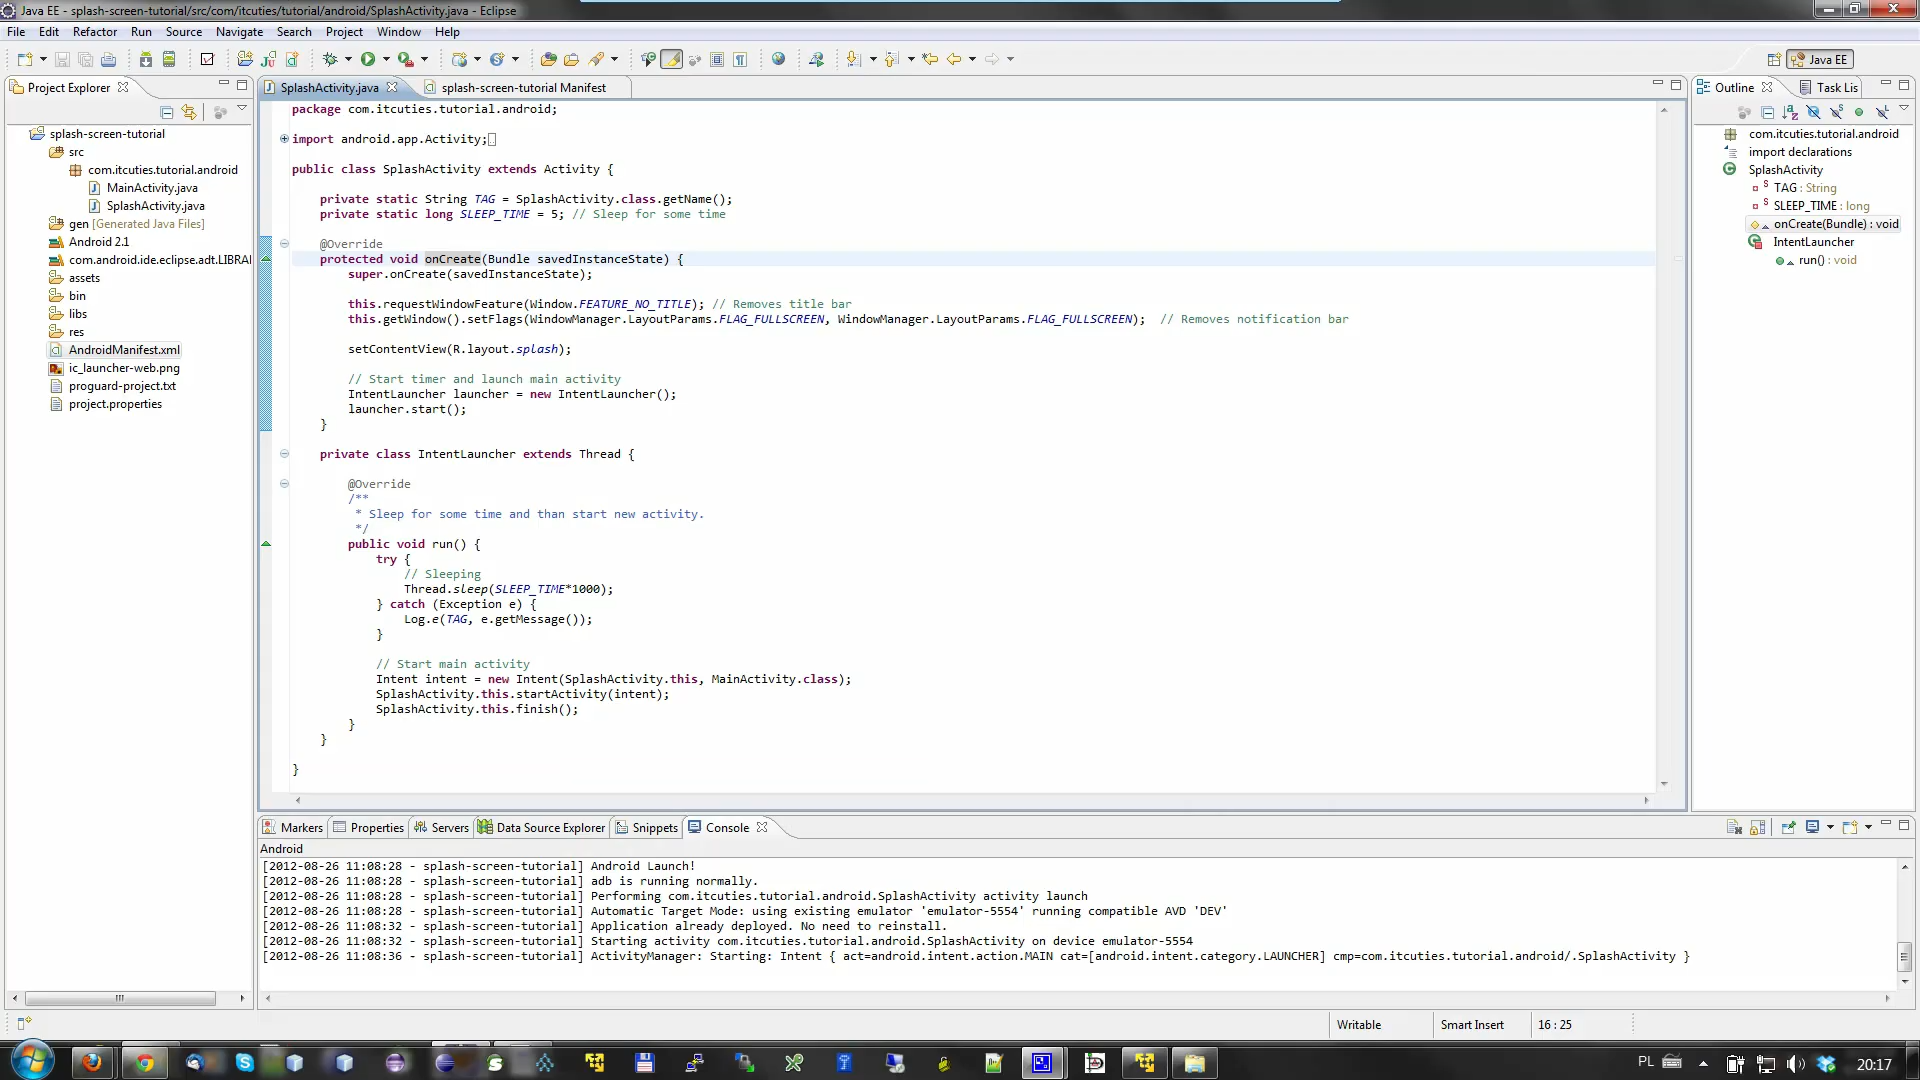 Java EE - splash-screen-tutorial/src/com/itcuties/tutorial/android/SplashActivity.java - Eclipse
File Edit Refactor Run Source Navigate Search Project Window Help
Java EE
Project Explorer
splash-screen-tutorial
src
com.itcuties.tutorial.android
MainActivity.java
SplashActivity.java
gen [Generated Java Files]
Android 2.1
com.android.ide.eclipse.adt.LIBRA
assets
bin
libs
res
AndroidManifest.xml
ic_launcher-web.png
proguard-project.txt
project.properties
SplashActivity.java splash-screen-tutorial Manifest
package com.itcuties.tutorial.android;
import android.app.Activity;
public class SplashActivity extends Activity {
private static String TAG = SplashActivity.class.getName();
private static long SLEEP_TIME = 5; // Sleep for some time
@Override
protected void onCreate(Bundle savedInstanceState) {
super.onCreate(savedInstanceState);
this.requestWindowFeature(Window.FEATURE_NO_TITLE); // Removes title bar
this.getWindow().setFlags(WindowManager.LayoutParams.FLAG_FULLSCREEN, WindowManager.LayoutParams.FLAG_FULLSCREEN); // Removes notification bar
setContentView(R.layout.splash);
// Start timer and launch main activity
IntentLauncher launcher = new IntentLauncher();
launcher.start();
}
private class IntentLauncher extends Thread {
@Override
/**
* Sleep for some time and than start new activity.
*/
public void run() {
try {
// Sleeping
Thread.sleep(SLEEP_TIME*1000);
} catch (Exception e) {
Log.e(TAG, e.getMessage());
}
// Start main activity
Intent intent = new Intent(SplashActivity.this, MainActivity.class);
SplashActivity.this.startActivity(intent);
SplashActivity.this.finish();
}
}
}
Outline Task Lis
com.itcuties.tutorial.android
import declarations
SplashActivity
TAG : String
SLEEP_TIME : long
onCreate(Bundle) : void
IntentLauncher
run() : void
Markers Properties Servers Data Source Explorer Snippets Console
Android
[2012-08-26 11:08:28 - splash-screen-tutorial] Android Launch!
[2012-08-26 11:08:28 - splash-screen-tutorial] adb is running normally.
[2012-08-26 11:08:28 - splash-screen-tutorial] Performing com.itcuties.tutorial.android.SplashActivity activity launch
[2012-08-26 11:08:28 - splash-screen-tutorial] Automatic Target Mode: using existing emulator 'emulator-5554' running compatible AVD 'DEV'
[2012-08-26 11:08:32 - splash-screen-tutorial] Application already deployed. No need to reinstall.
[2012-08-26 11:08:32 - splash-screen-tutorial] Starting activity com.itcuties.tutorial.android.SplashActivity on device emulator-5554
[2012-08-26 11:08:36 - splash-screen-tutorial] ActivityManager: Starting: Intent { act=android.intent.action.MAIN cat=[android.intent.category.LAUNCHER] cmp=com.itcuties.tutorial.android/.SplashActivity }
Writable Smart Insert 16 : 25
PL 20:17